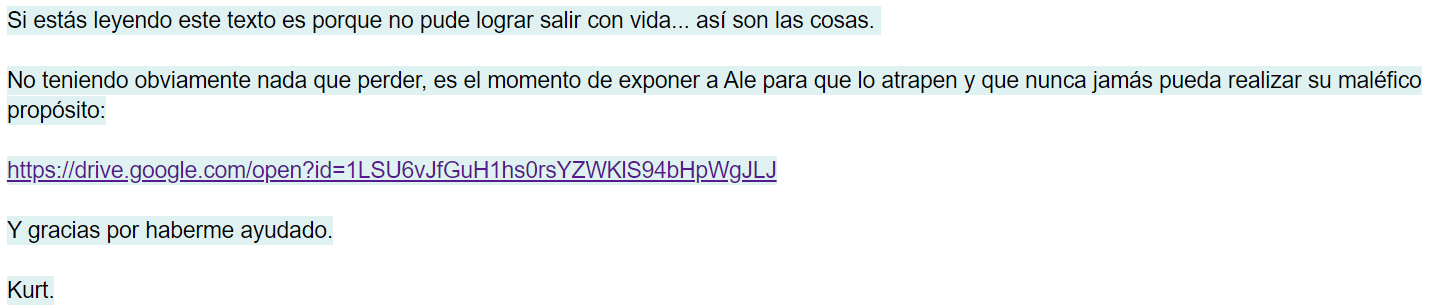 Si estás leyendo este texto es porque no pude lograr salir con vida... así son las cosas.
No teniendo obviamente nada que perder, es el momento de exponer a Ale para que lo atrapen y que nunca jamás pueda realizar su maléfico
propósito:
https://drive.google.com/open?id=1LSU6vJfGuH1hs0rsYZWKlS94bHpWgJLJ
Y gracias por haberme ayudado.
Kurt.